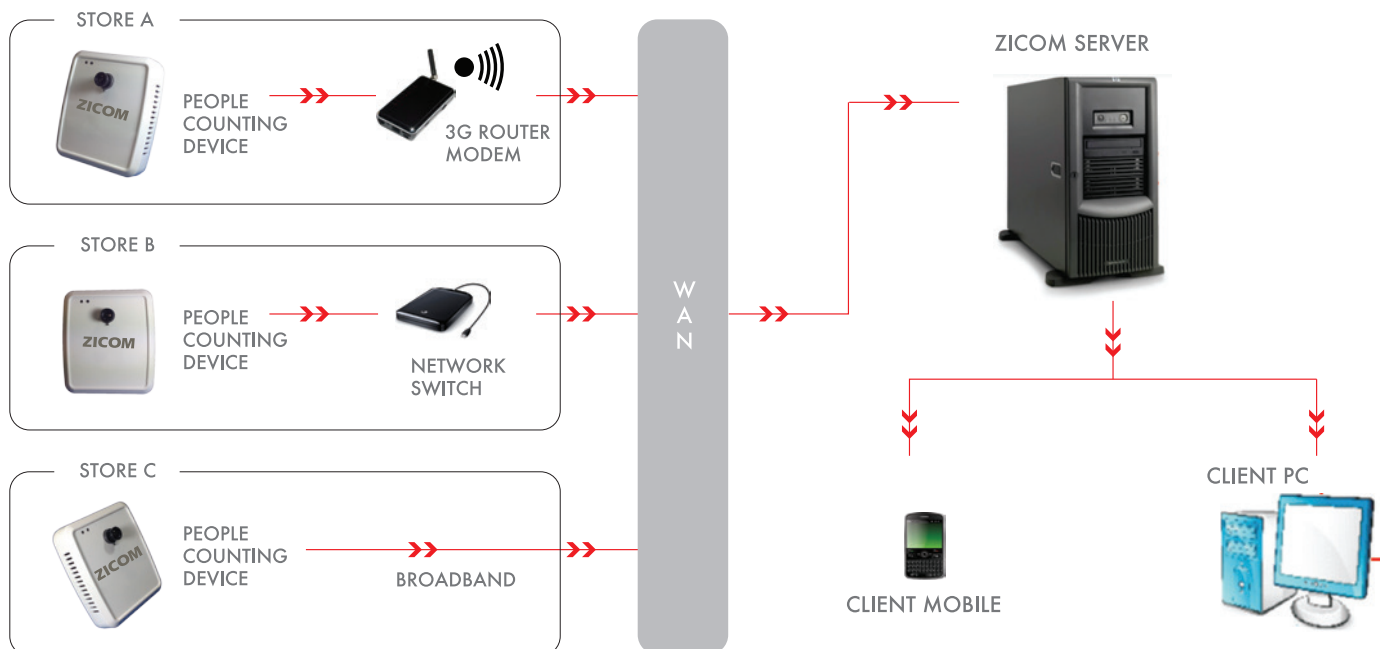 STORE A
ZICOM
PEOPLE
COUNTING
DEVICE
3G ROUTER
MODEM
STORE B
ZICOM
PEOPLE
COUNTING
DEVICE
NETWORK
SWITCH
STORE C
ZICOM
PEOPLE
COUNTING
DEVICE
BROADBAND
WAN
ZICOM SERVER
CLIENT MOBILE
CLIENT PC